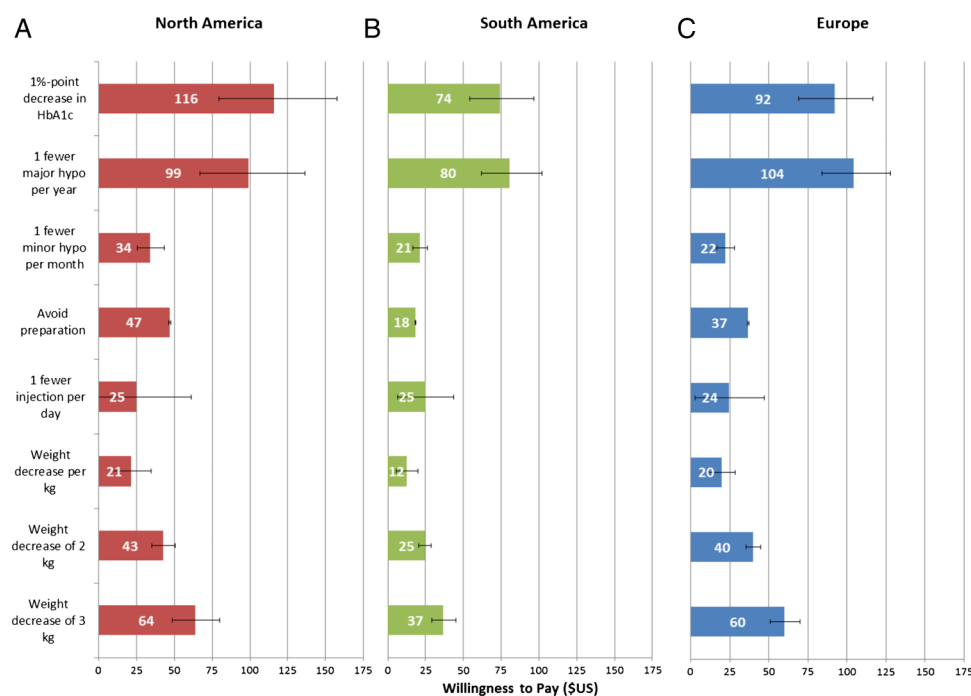 A North America B South America C Europe
1%-point
decrease in
HbA1c
116 74 92
1 fewer
major hypo
per year
99 80 104
1 fewer
minor hypo
per month
34 21 22
Avoid
preparation
47 18 37
1 fewer
injection per
day
25 25 24
Weight
decrease per
kg
21 12 20
Weight
decrease of 2
kg
43 25 40
Weight
decrease of 3
kg
64 37 60
0 25 50 75 100 125 150 175 0 25 50 75 100 125 150 175 0 25 50 75 100 125 150 175
Willingness to Pay ($US)